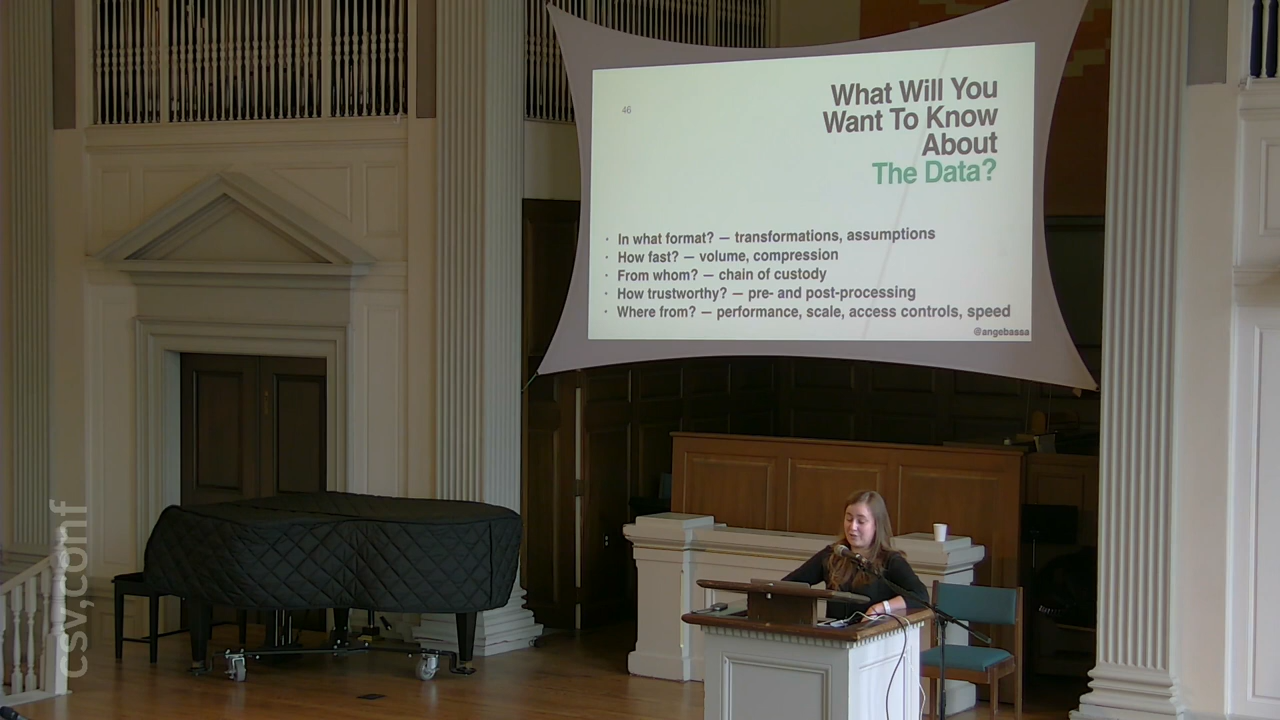 46
What Will You
Want To Know
About
The Data?
· In what format? — transformations, assumptions
· How fast? — volume, compression
· From whom? — chain of custody
· How trustworthy? — pre- and post-processing
· Where from? — performance, scale, access controls, speed
@angebassa
csv,conf